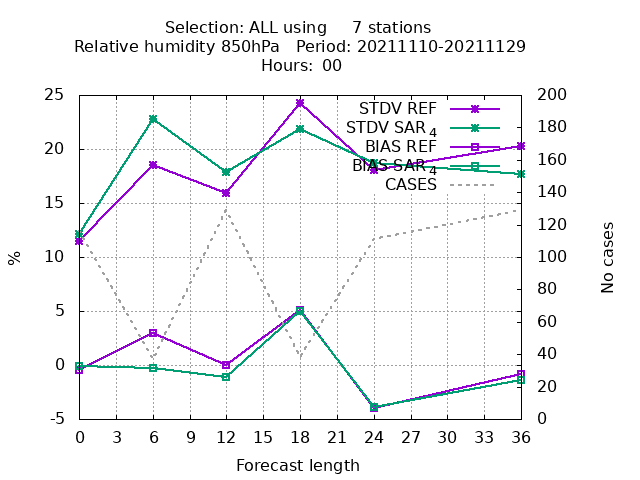 Selection: ALL using     7 stations
Relative humidity 850hPa   Period: 20211110-20211129
Hours: 00
25 20 15 10 5 0 -5
%
200 180 160 140 120 100 80 60 40 20 0
No cases
STDV REF
STDV SAR4
BIAS REF
BIAS SAR4
CASES
0 3 6 9 12 15 18 21 24 27 30 33 36
Forecast length